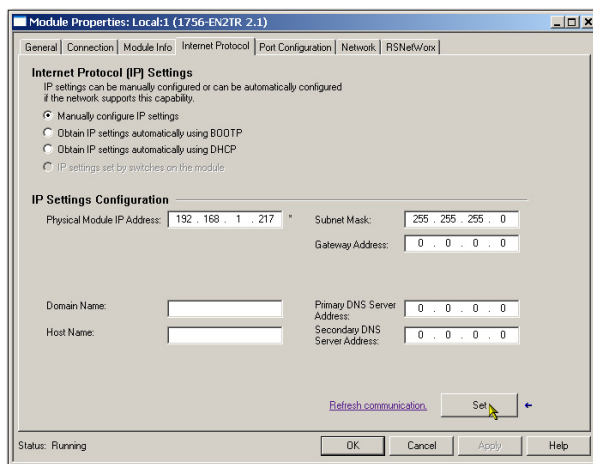 Module Properties: Local:1 (1756-EN2TR 2.1)
General Connection Module Info Internet Protocol Port Configuration Network RSNetWorx
Internet Protocol (IP) Settings
IP settings can be manually configured or can be automatically configured
if the network supports this capability.
Manually configure IP settings
Obtain IP settings automatically using BOOTP
Obtain IP settings automatically using DHCP
IP settings set by switches on the module
IP Settings Configuration
Physical Module IP Address: 192 . 168 . 1 . 217 * Subnet Mask: 255 . 255 . 255 . 0
Gateway Address: 0 . 0 . 0 . 0
Domain Name: Primary DNS Server Address: 0 . 0 . 0 . 0
Host Name: Secondary DNS Server Address: 0 . 0 . 0 . 0
Refresh communication. Set
Status: Running OK Cancel Apply Help